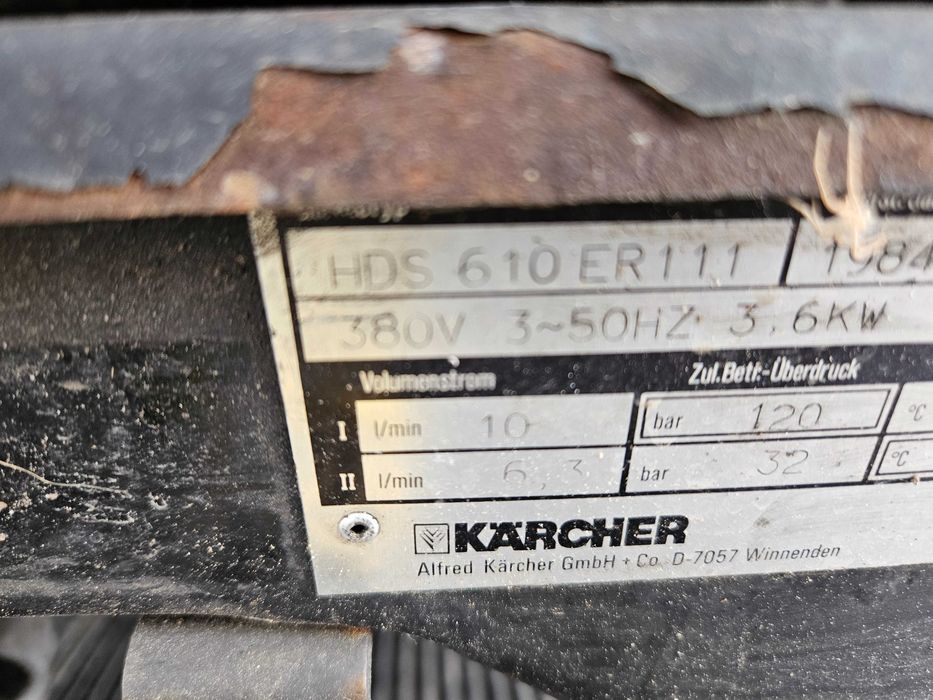 HDS 610 ER111 1984
380V 3~50HZ 3.6KW
Volumenstrom Zul.Betr.-Überdruck
I l/min 10 bar 120 °C
II l/min 6,3 bar 32 °C
KÄRCHER
Alfred Kärcher GmbH + Co D-7057 Winnenden